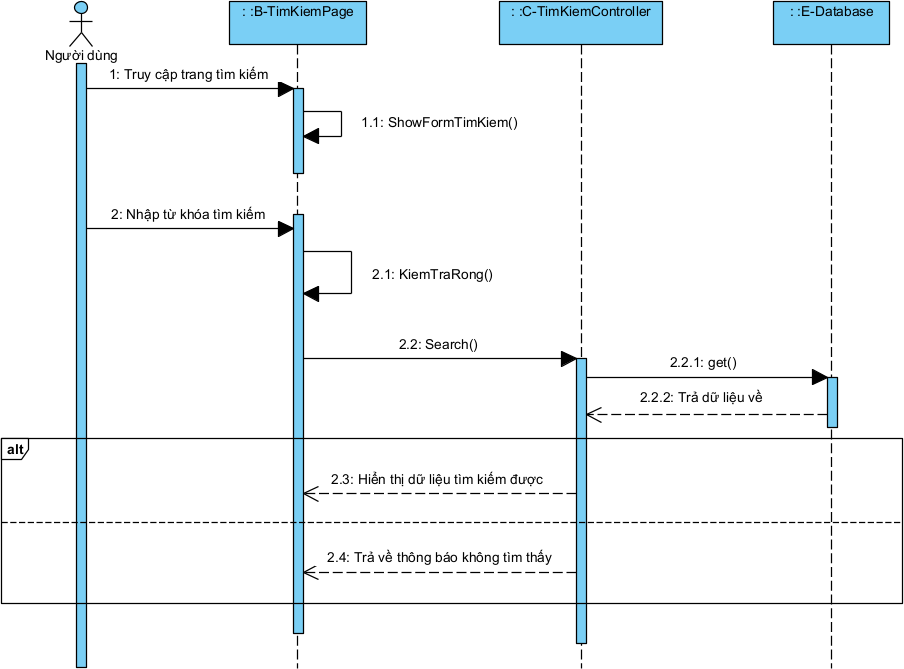 : :B-TimKiemPage
: :C-TimKiemController
: :E-Database
Người dùng
1: Truy cập trang tìm kiếm
1.1: ShowFormTimKiem()
2: Nhập từ khóa tìm kiếm
2.1: KiemTraRong()
2.2: Search()
2.2.1: get()
2.2.2: Trả dữ liệu về
alt
2.3: Hiển thị dữ liệu tìm kiếm được
2.4: Trả về thông báo không tìm thấy